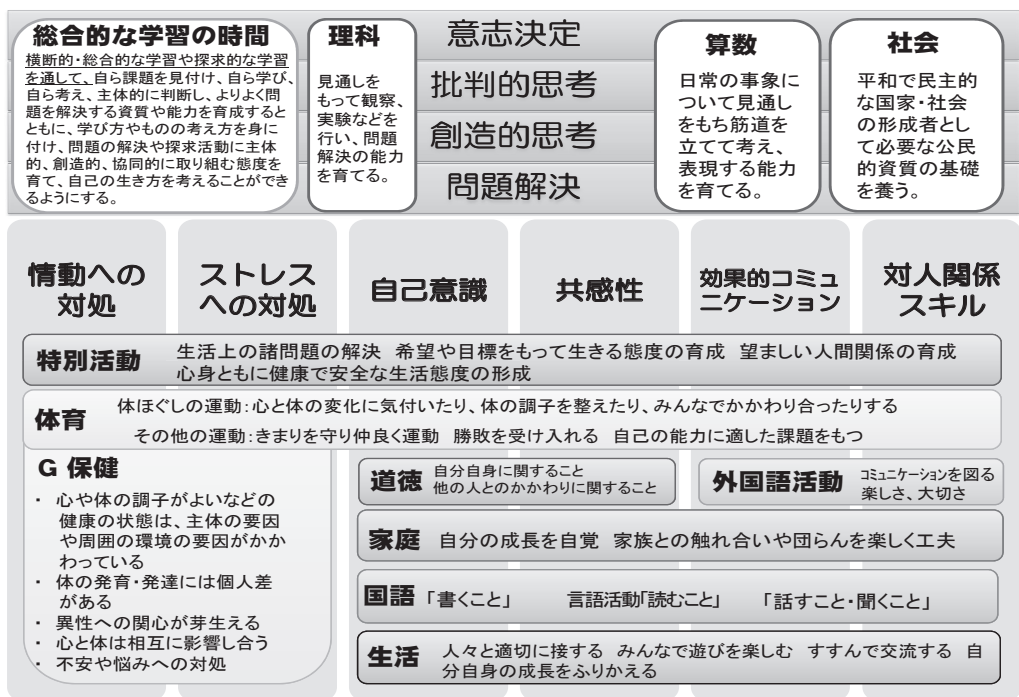 総合的な学習の時間
横断的・総合的な学習や探求的な学習
を通して、自ら課題を見付け、自ら学び、
自ら考え、主体的に判断し、よりよく問
題を解決する資質や能力を育成すると
ともに、学び方やものの考え方を身に
付け、問題の解決や探究活動に主体
的、創造的、協同的に取り組む態度を
育て、自己の生き方を考えることができ
るようにする。
理科
見通しを
もって観察、
実験などを
行い、問題
解決の能力
を育てる。
意志決定
批判的思考
創造的思考
問題解決
算数
日常の事象に
ついて見通し
をもち筋道を
立てて考え、
表現する能力
を育てる。
社会
平和で民主的
な国家・社会
の形成者とし
て必要な公民
的資質の基礎
を養う。
情動への
対処
ストレス
への対処
自己意識
共感性
効果的コミュ
ニケーション
対人関係
スキル
特別活動
生活上の諸問題の解決 希望や目標をもって生きる態度の育成 望ましい人間関係の育成
心身ともに健康で安全な生活態度の形成
体育
体ほぐしの運動：心と体の変化に気付いたり、体の調子を整えたり、みんなでかかわり合ったりする
その他の運動：きまりを守り仲良く運動 勝敗を受け入れる 自己の能力に適した課題をもつ
G 保健
・ 心や体の調子がよいなどの
健康の状態は、主体の要因
や周囲の環境の要因がかか
わっている
・ 体の発育・発達には個人差
がある
・ 異性への関心が芽生える
・ 心と体は相互に影響し合う
・ 不安や悩みへの対処
道徳
自分自身に関すること
他の人とのかかわりに関すること
外国語活動
コミュニケーションを図る
楽しさ、大切さ
家庭 自分の成長を自覚 家族との触れ合いや団らんを楽しく工夫
国語 「書くこと」 言語活動「読むこと」 「話すこと・聞くこと」
生活
人々と適切に接する みんなで遊びを楽しむ すすんで交流する 自
分自身の成長をふりかえる